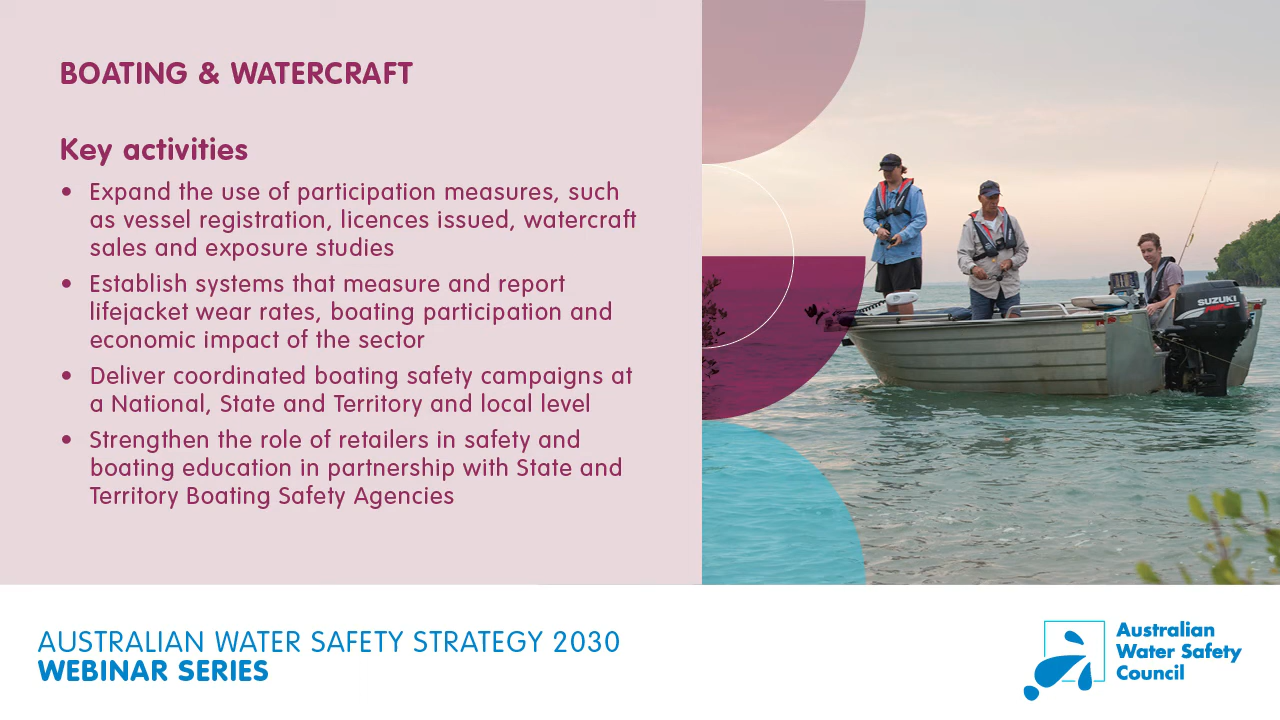 BOATING & WATERCRAFT
Key activities
• Expand the use of participation measures, such
as vessel registration, licences issued, watercraft
sales and exposure studies
• Establish systems that measure and report
lifejacket wear rates, boating participation and
economic impact of the sector
• Deliver coordinated boating safety campaigns at
a National, State and Territory and local level
• Strengthen the role of retailers in safety and
boating education in partnership with State and
Territory Boating Safety Agencies
SUZUKI
AUSTRALIAN WATER SAFETY STRATEGY 2030
WEBINAR SERIES
Australian
Water Safety
Council